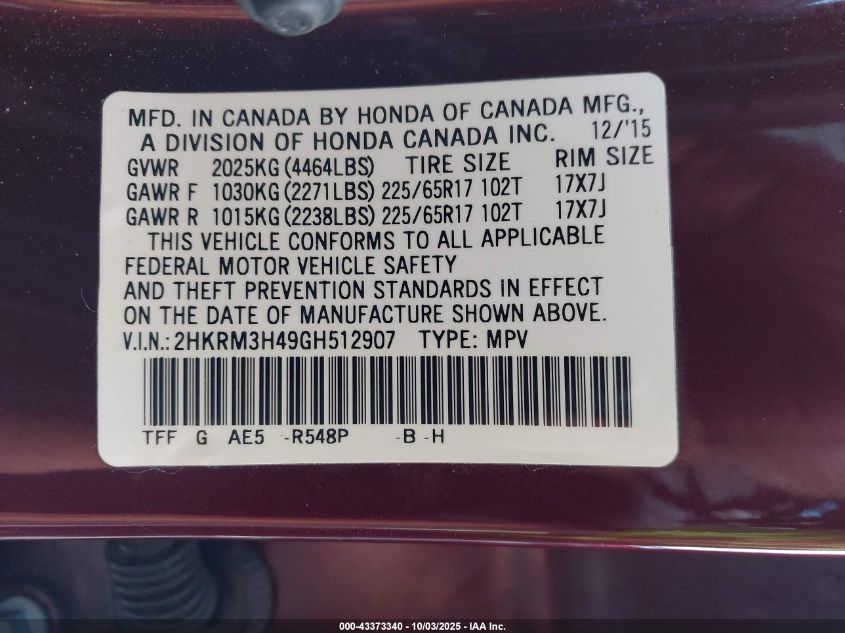 MFD. IN CANADA BY HONDA OF CANADA MFG.,
A DIVISION OF HONDA CANADA INC. 12/'15
GVWR 2025KG (4464LBS) TIRE SIZE RIM SIZE
GAWR F 1030KG (2271LBS) 225/65R17 102T 17X7J
GAWR R 1015KG (2238LBS) 225/65R17 102T 17X7J
THIS VEHICLE CONFORMS TO ALL APPLICABLE
FEDERAL MOTOR VEHICLE SAFETY
AND THEFT PREVENTION STANDARDS IN EFFECT
ON THE DATE OF MANUFACTURE SHOWN ABOVE.
V.I.N.: 2HKRM3H49GH512907 TYPE: MPV
TFF G AE5 -R548P -B -H
000-43373340 - 10/03/2025 - IAA Inc.